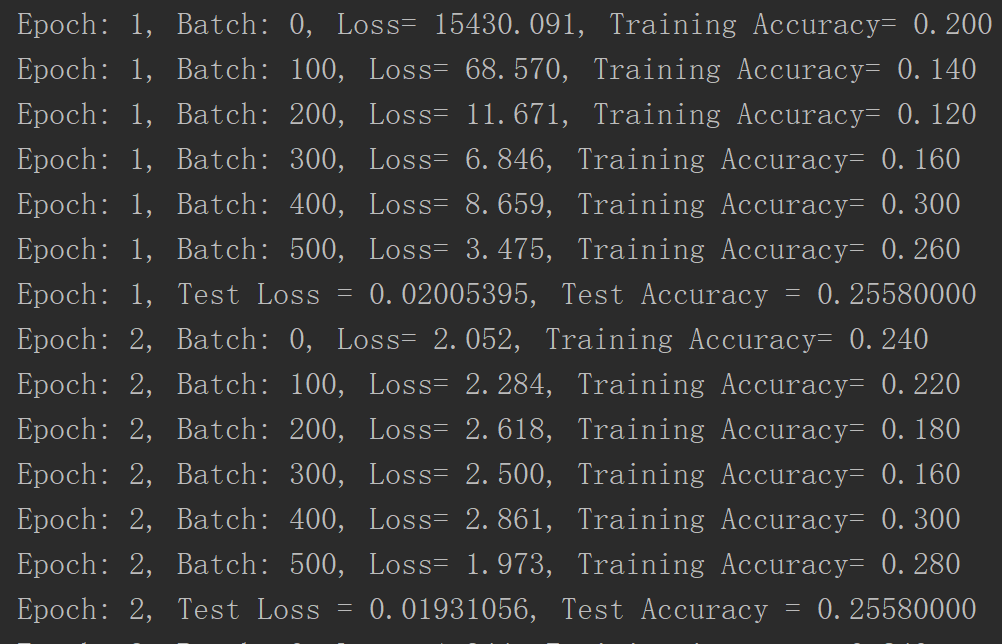 Epoch: 1, Batch: 0, Loss= 15430.091, Training Accuracy= 0.200
Epoch: 1, Batch: 100, Loss= 68.570, Training Accuracy= 0.140
Epoch: 1, Batch: 200, Loss= 11.671, Training Accuracy= 0.120
Epoch: 1, Batch: 300, Loss= 6.846, Training Accuracy= 0.160
Epoch: 1, Batch: 400, Loss= 8.659, Training Accuracy= 0.300
Epoch: 1, Batch: 500, Loss= 3.475, Training Accuracy= 0.260
Epoch: 1, Test Loss = 0.02005395, Test Accuracy = 0.25580000
Epoch: 2, Batch: 0, Loss= 2.052, Training Accuracy= 0.240
Epoch: 2, Batch: 100, Loss= 2.284, Training Accuracy= 0.220
Epoch: 2, Batch: 200, Loss= 2.618, Training Accuracy= 0.180
Epoch: 2, Batch: 300, Loss= 2.500, Training Accuracy= 0.160
Epoch: 2, Batch: 400, Loss= 2.861, Training Accuracy= 0.300
Epoch: 2, Batch: 500, Loss= 1.973, Training Accuracy= 0.280
Epoch: 2, Test Loss = 0.01931056, Test Accuracy = 0.25580000